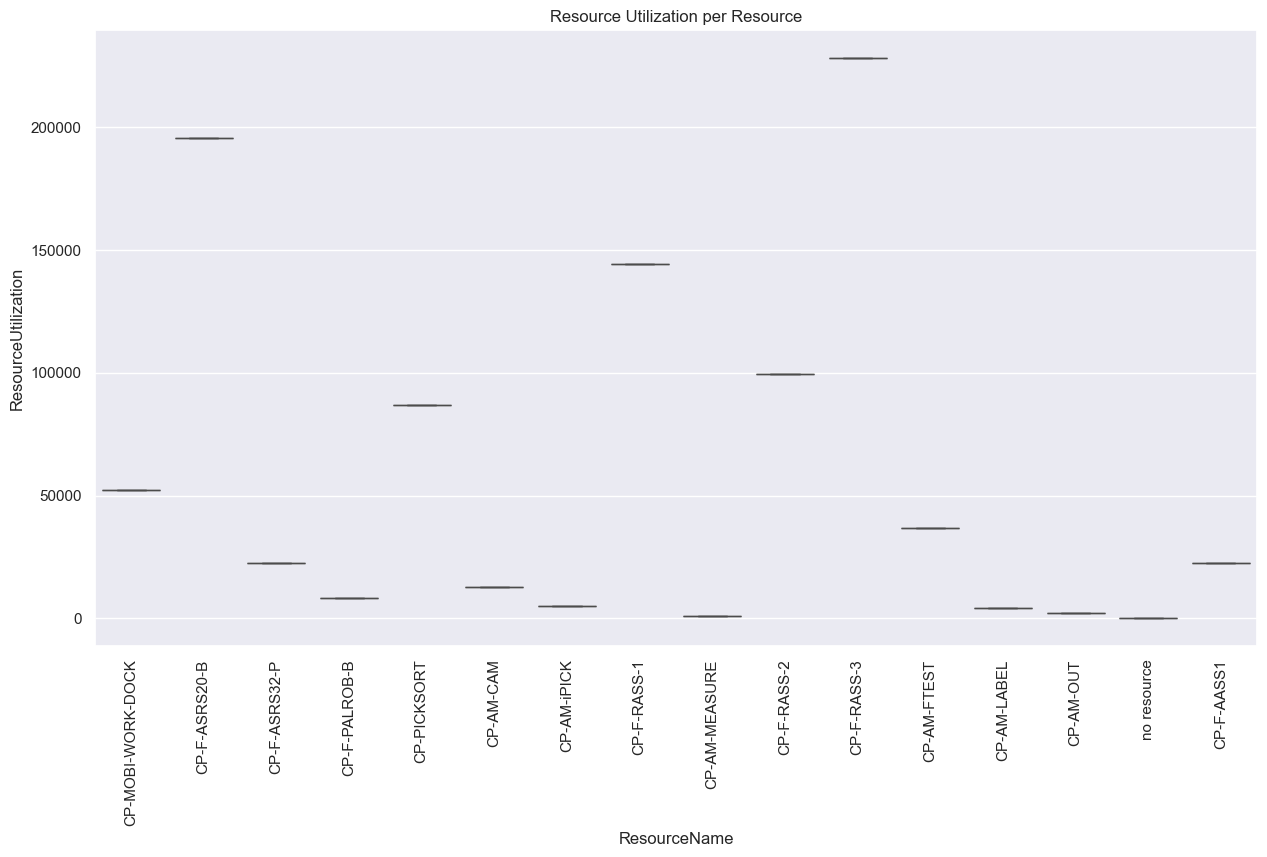 Resource Utilization per Resource
ResourceUtilization
200000
150000
100000
50000
0
CP-MOBI-WORK-DOCK
CP-F-ASRS20-B
CP-F-ASRS32-P
CP-F-PALROB-B
CP-PICKSORT
CP-AM-CAM
CP-AM-iPICK
CP-F-RASS-1
CP-AM-MEASURE
CP-F-RASS-2
CP-F-RASS-3
CP-AM-FTEST
CP-AM-LABEL
CP-AM-OUT
no resource
CP-F-AASS1
ResourceName